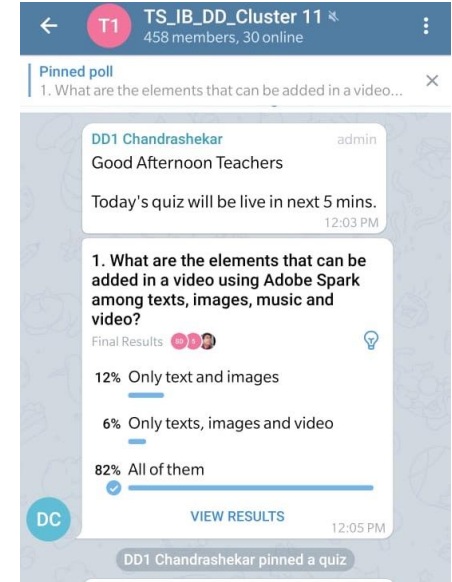 T1
TS_IB_DD_Cluster 11
458 members, 30 online
Pinned poll
1. What are the elements that can be added in a video...
DD1 Chandrashekar admin
Good Afternoon Teachers
Today's quiz will be live in next 5 mins.
12:03 PM
1. What are the elements that can be
added in a video using Adobe Spark
among texts, images, music and
video?
Final Results SD S
12% Only text and images
6% Only texts, images and video
82% All of them
VIEW RESULTS
12:05 PM
DC
DD1 Chandrashekar pinned a quiz